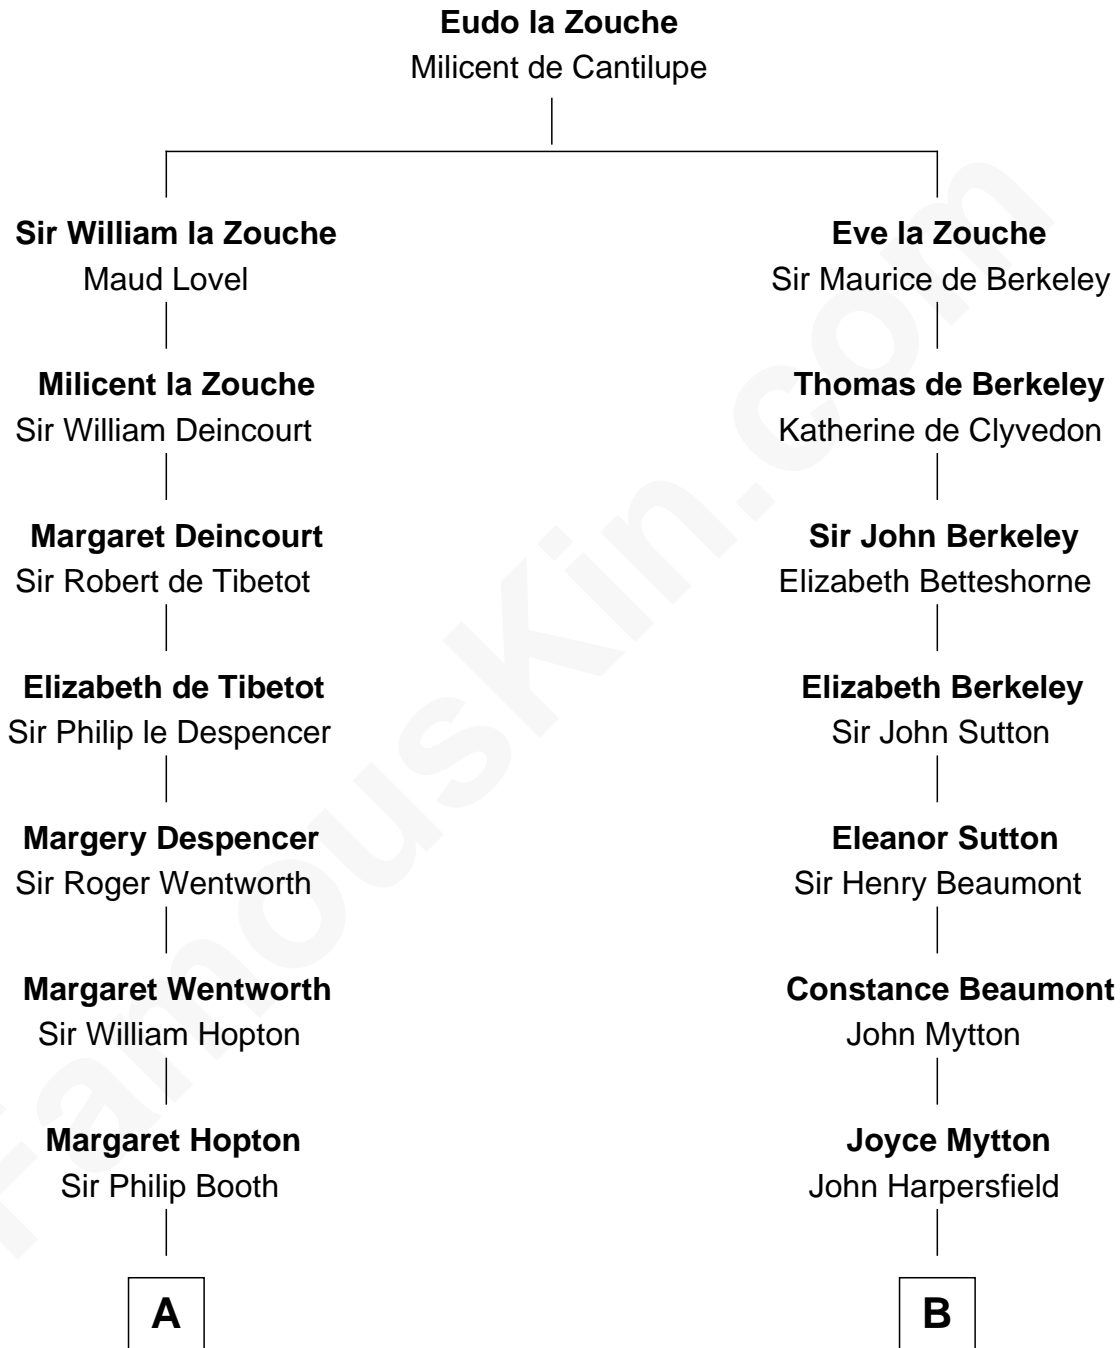 Eudo la Zouche
Milicent de Cantilupe
Sir William la Zouche
Maud Lovel
Milicent la Zouche
Sir William Deincourt
Margaret Deincourt
Sir Robert de Tibetot
Elizabeth de Tibetot
Sir Philip le Despencer
Margery Despencer
Sir Roger Wentworth
Margaret Wentworth
Sir William Hopton
Margaret Hopton
Sir Philip Booth
A
Eve la Zouche
Sir Maurice de Berkeley
Thomas de Berkeley
Katherine de Clyvedon
Sir John Berkeley
Elizabeth Betteshorne
Elizabeth Berkeley
Sir John Sutton
Eleanor Sutton
Sir Henry Beaumont
Constance Beaumont
John Mytton
Joyce Mytton
John Harpersfield
B
FamousKin.com